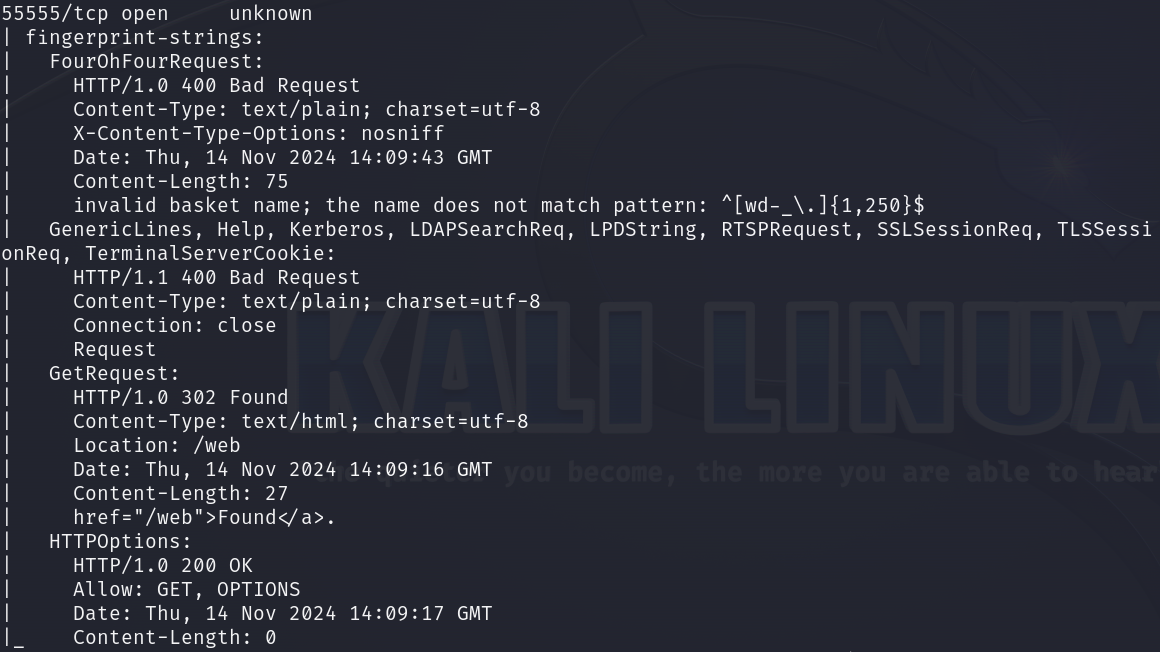 55555/tcp open     unknown
| fingerprint-strings:
|   FourOhFourRequest:
|     HTTP/1.0 400 Bad Request
|     Content-Type: text/plain; charset=utf-8
|     X-Content-Type-Options: nosniff
|     Date: Thu, 14 Nov 2024 14:09:43 GMT
|     Content-Length: 75
|     invalid basket name; the name does not match pattern: ^[wd-_\.]{1,250}$
|   GenericLines, Help, Kerberos, LDAPSearchReq, LPDString, RTSPRequest, SSLSessionReq, TLSSessi
onReq, TerminalServerCookie:
|     HTTP/1.1 400 Bad Request
|     Content-Type: text/plain; charset=utf-8
|     Connection: close
|     Request
|   GetRequest:
|     HTTP/1.0 302 Found
|     Content-Type: text/html; charset=utf-8
|     Location: /web
|     Date: Thu, 14 Nov 2024 14:09:16 GMT
|     Content-Length: 27
|     href="/web">Found</a>.
|   HTTPOptions:
|     HTTP/1.0 200 OK
|     Allow: GET, OPTIONS
|     Date: Thu, 14 Nov 2024 14:09:17 GMT
|_    Content-Length: 0
KALI LINUX
you become, the more you are able to hear